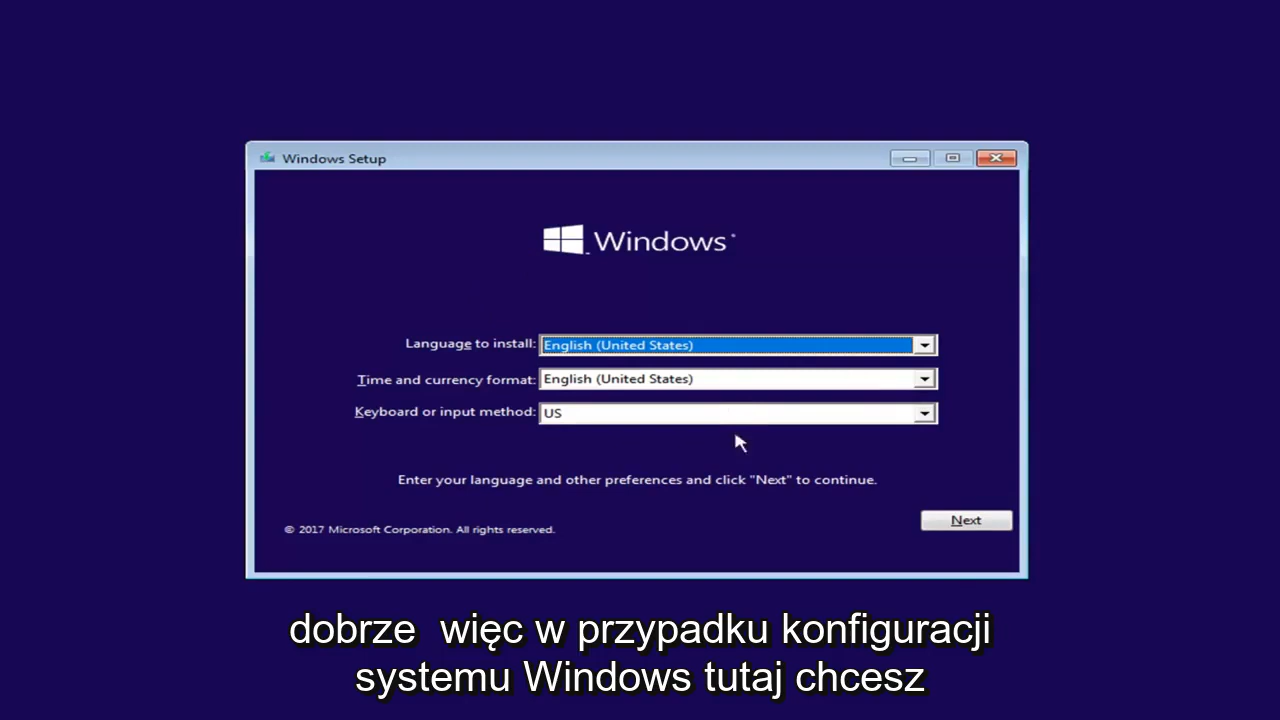 Windows Setup
Windows
Language to install: English (United States)
Time and currency format: English (United States)
Keyboard or input method: US
Enter your language and other preferences and click "Next" to continue.
Next
© 2017 Microsoft Corporation. All rights reserved.
dobrze więc w przypadku konfiguracji
systemu Windows tutaj chcesz